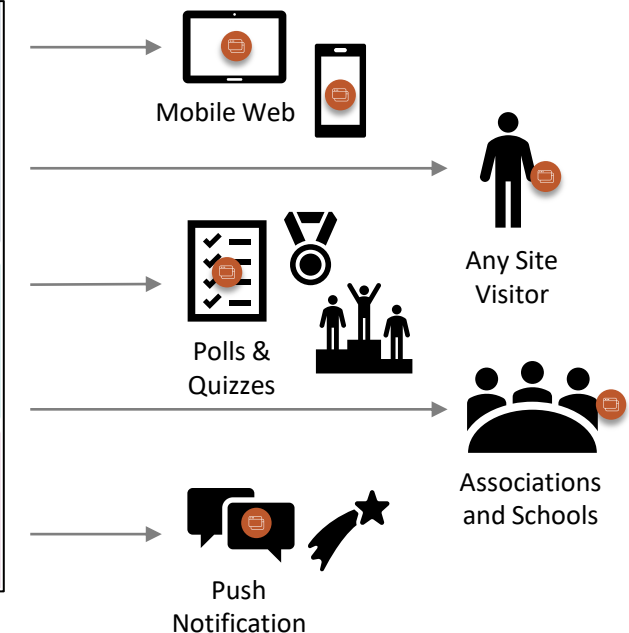 Mobile Web
Any Site
Visitor
Polls &
Quizzes
Associations
and Schools
Push
Notification